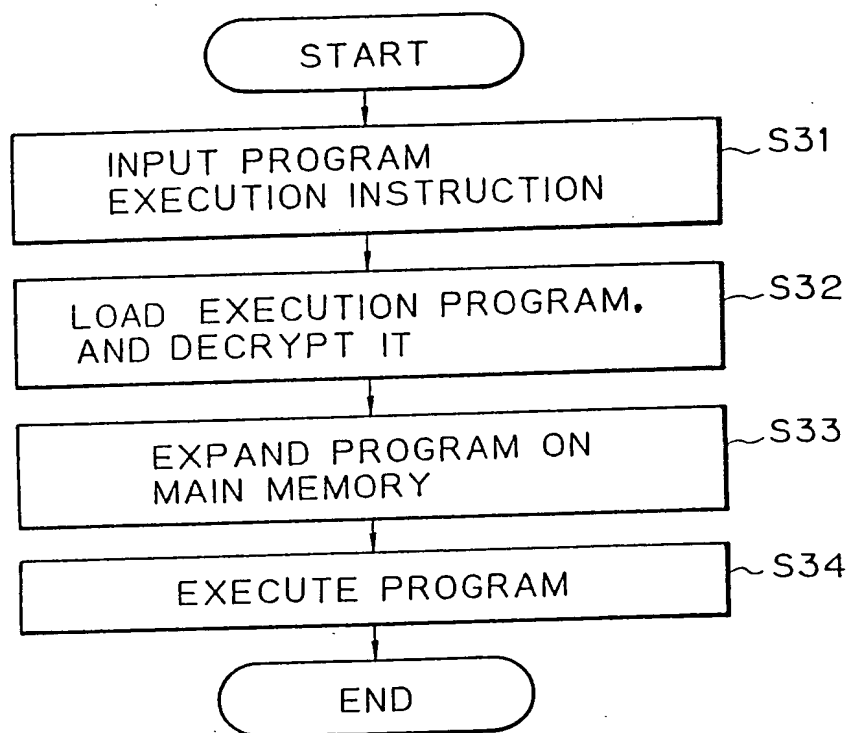 START
INPUT PROGRAM
EXECUTION INSTRUCTION
S31
LOAD EXECUTION PROGRAM.
AND DECRYPT IT
S32
EXPAND PROGRAM ON
MAIN MEMORY
S33
EXECUTE PROGRAM
S34
END